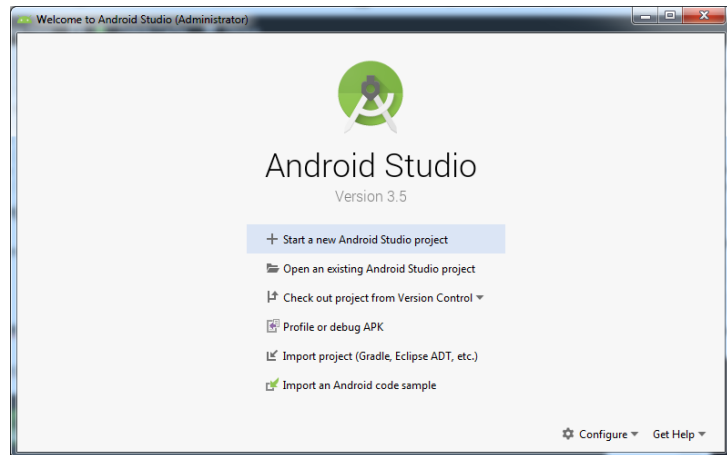 Welcome to Android Studio (Administrator)
Android Studio
Version 3.5
Start a new Android Studio project
Open an existing Android Studio project
Check out project from Version Control
Profile or debug APK
Import project (Gradle, Eclipse ADT, etc.)
Import an Android code sample
Configure Get Help